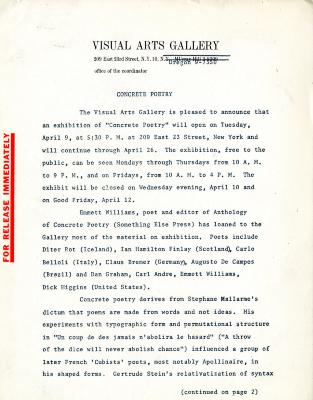 VISUAL ARTS GALLERY
209 East 23rd Street, N.Y. 10, N.Y.
Oregon 9-7350
office of the coordinator
FOR RELEASE IMMEDIATELY
CONCRETE POETRY
The Visual Arts Gallery is pleased to announce that
an exhibition of "Concrete Poetry" will open on Tuesday,
April 9, at 5:30 P. M. at 209 East 23 Street, New York and
will continue through April 26. The exhibition, free to the
public, can be seen Mondays through Thursdays from 10 A. M.
to 9 P. M., and on Fridays, from 10 A. M. to 4 P. M. The
exhibit will be closed on Wednesday evening, April 10 and
on Good Friday, April 12.
Emmett Williams, poet and editor of Anthology
of Concrete Poetry (Something Else Press) has loaned to the
Gallery most of the material on exhibition. Poets include
Diter Rot (Iceland), Ian Hamilton Finlay (Scotland), Carlo
Belloli (Italy), Claus Bremer (Germany), Augusto De Campos
(Brazil) and Dan Graham, Carl Andre, Emmett Williams,
Dick Higgins (United States).
Concrete poetry derives from Stephane Mallarme's
dictum that poems are made from words and not ideas. His
experiments with typographic form and permutational structure
in "Un coup de des jamais n'abolira le hasard" ("A throw
of the dice will never abolish chance") influenced a group of
later French 'Cubists' poets, most notably Apollinaire, in
his shaped forms. Gertrude Stein's relativization of syntax
(continued on page 2)